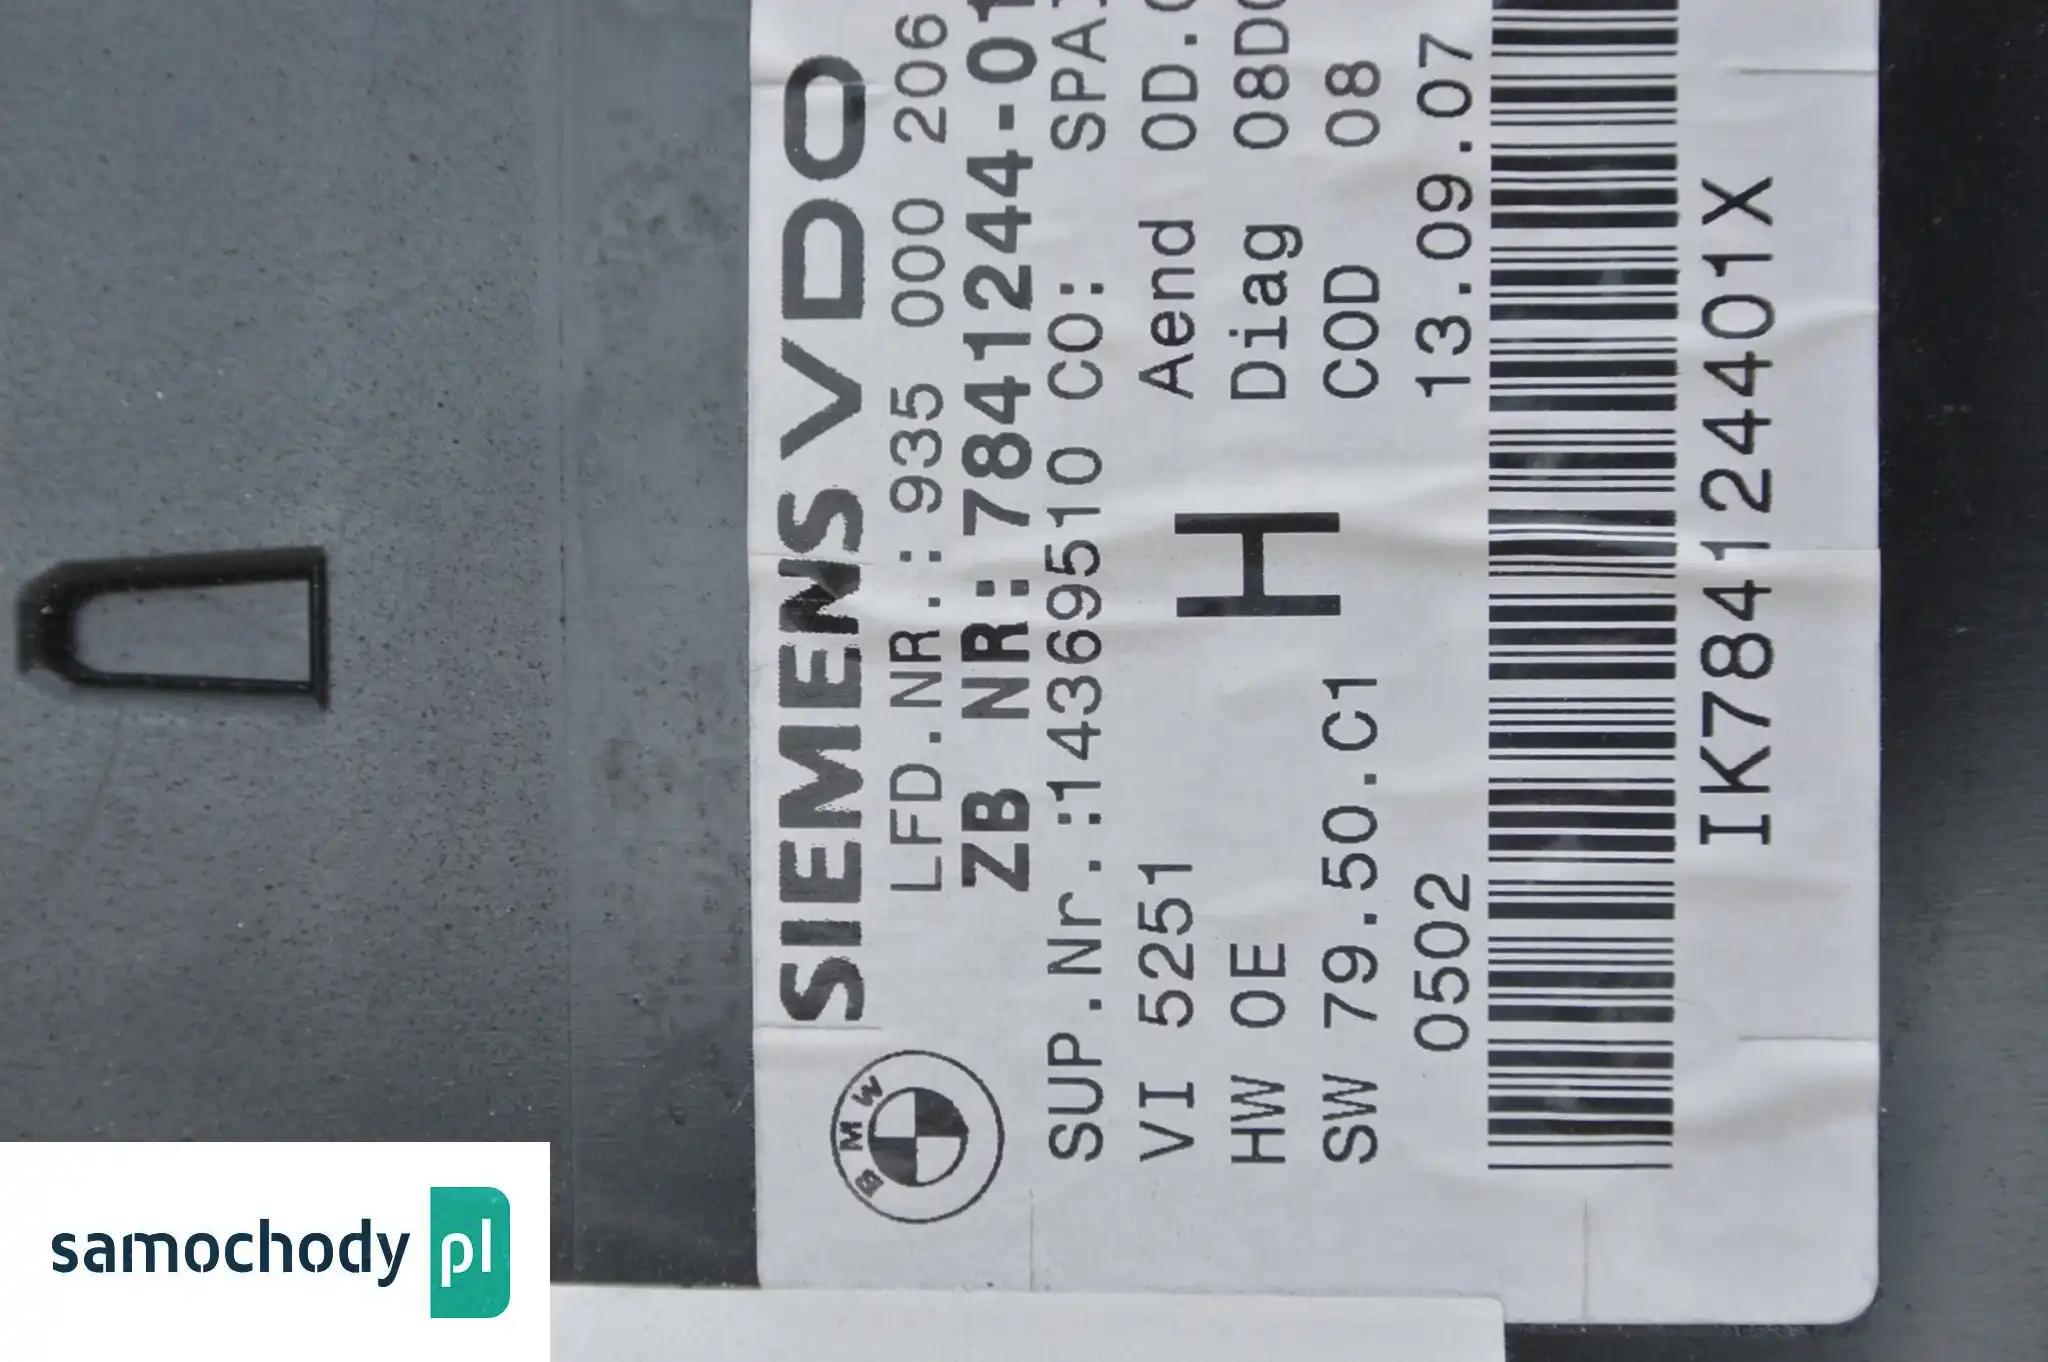 SIEMENS VDO
LFD.NR.: 935 000 206
ZB NR: 7841244-01
SUP.Nr.:14369510 CO: SPA
VI 5251 Aend 0D.0
HW 0E H Diag 08D0
SW 79.50.C1 COD 08
0502 13.09.07
IK784124401X
BMW
samochody pl